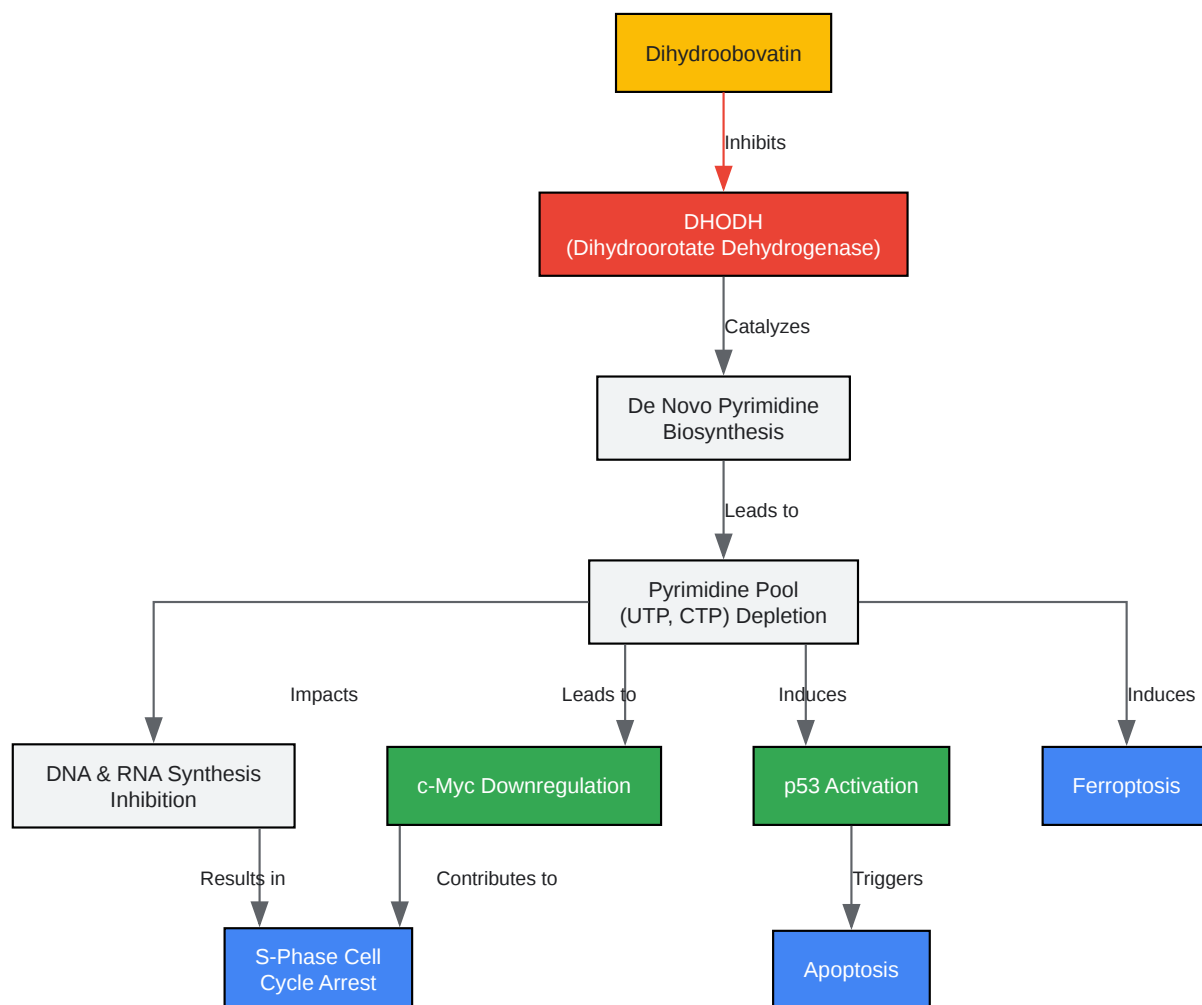 Dihydroobovatin
Inhibits
DHODH
(Dihydroorotate Dehydrogenase)
Catalyzes
De Novo Pyrimidine
Biosynthesis
Leads to
Pyrimidine Pool
(UTP, CTP) Depletion
Impacts
Leads to
Induces
Induces
DNA & RNA Synthesis
Inhibition
c-Myc Downregulation
p53 Activation
Ferroptosis
Results in
Contributes to
Triggers
S-Phase Cell
Cycle Arrest
Apoptosis